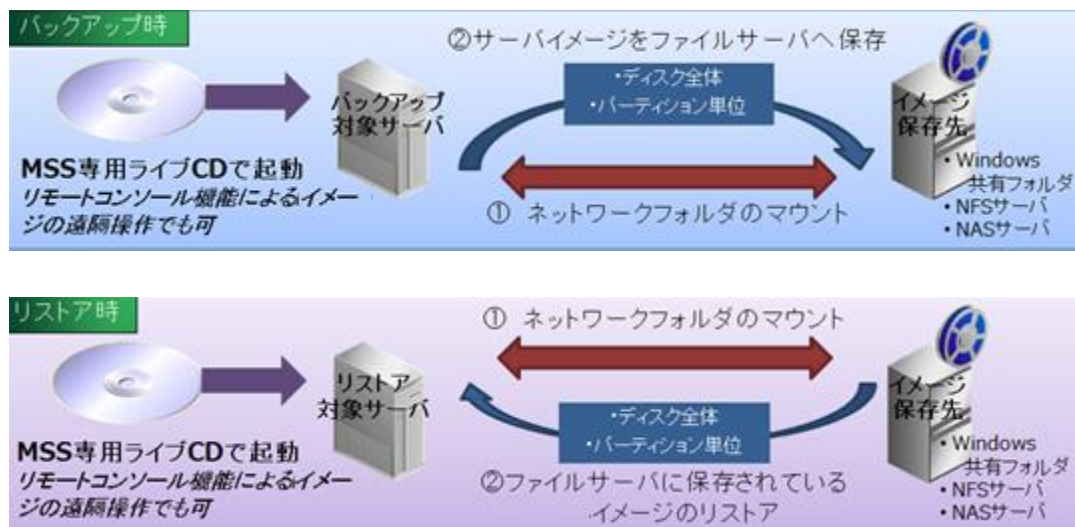 バックアップ時
②サーバイメージをファイルサーバへ保存
・ディスク全体
・パーティション単位
バックアップ
対象サーバ
イメージ
保存先
MSS専用ライブCDで起動
リモートコンソール機能によるイメー
ジの遠隔操作でも可
① ネットワークフォルダのマウント
・Windows
共有フォルダ
・NFSサーバ
・NASサーバ
リストア時
① ネットワークフォルダのマウント
リストア
対象サーバ
イメージ
保存先
・ディスク全体
・パーティション単位
MSS専用ライブCDで起動
リモートコンソール機能によるイメー
ジの遠隔操作でも可
②ファイルサーバに保存されている
イメージのリストア
・Windows
共有フォルダ
・NFSサーバ
・NASサーバ